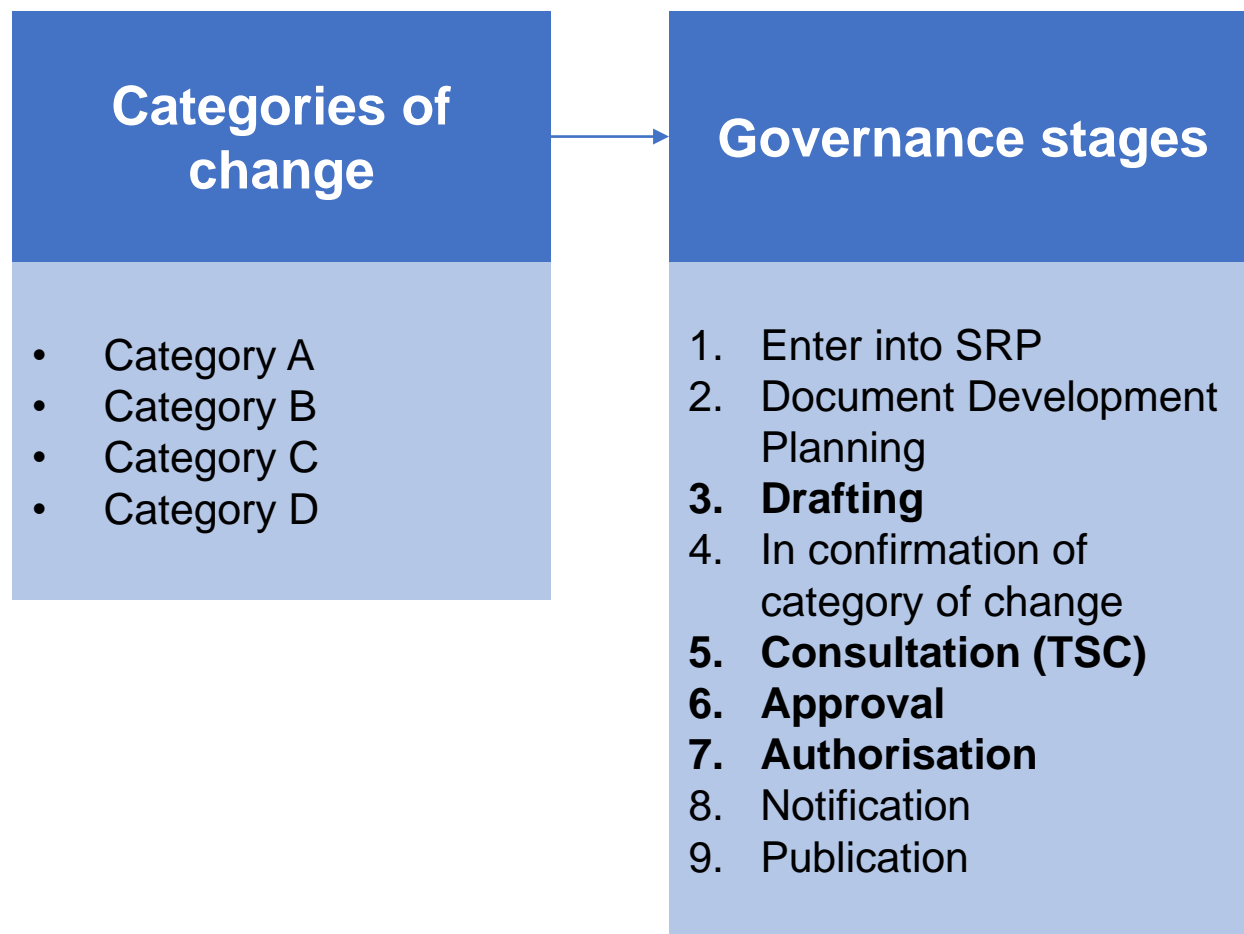 Categories of
change
• Category A
• Category B
• Category C
• Category D
Governance stages
1. Enter into SRP
2. Document Development
Planning
3. Drafting
4. In confirmation of
category of change
5. Consultation (TSC)
6. Approval
7. Authorisation
8. Notification
9. Publication